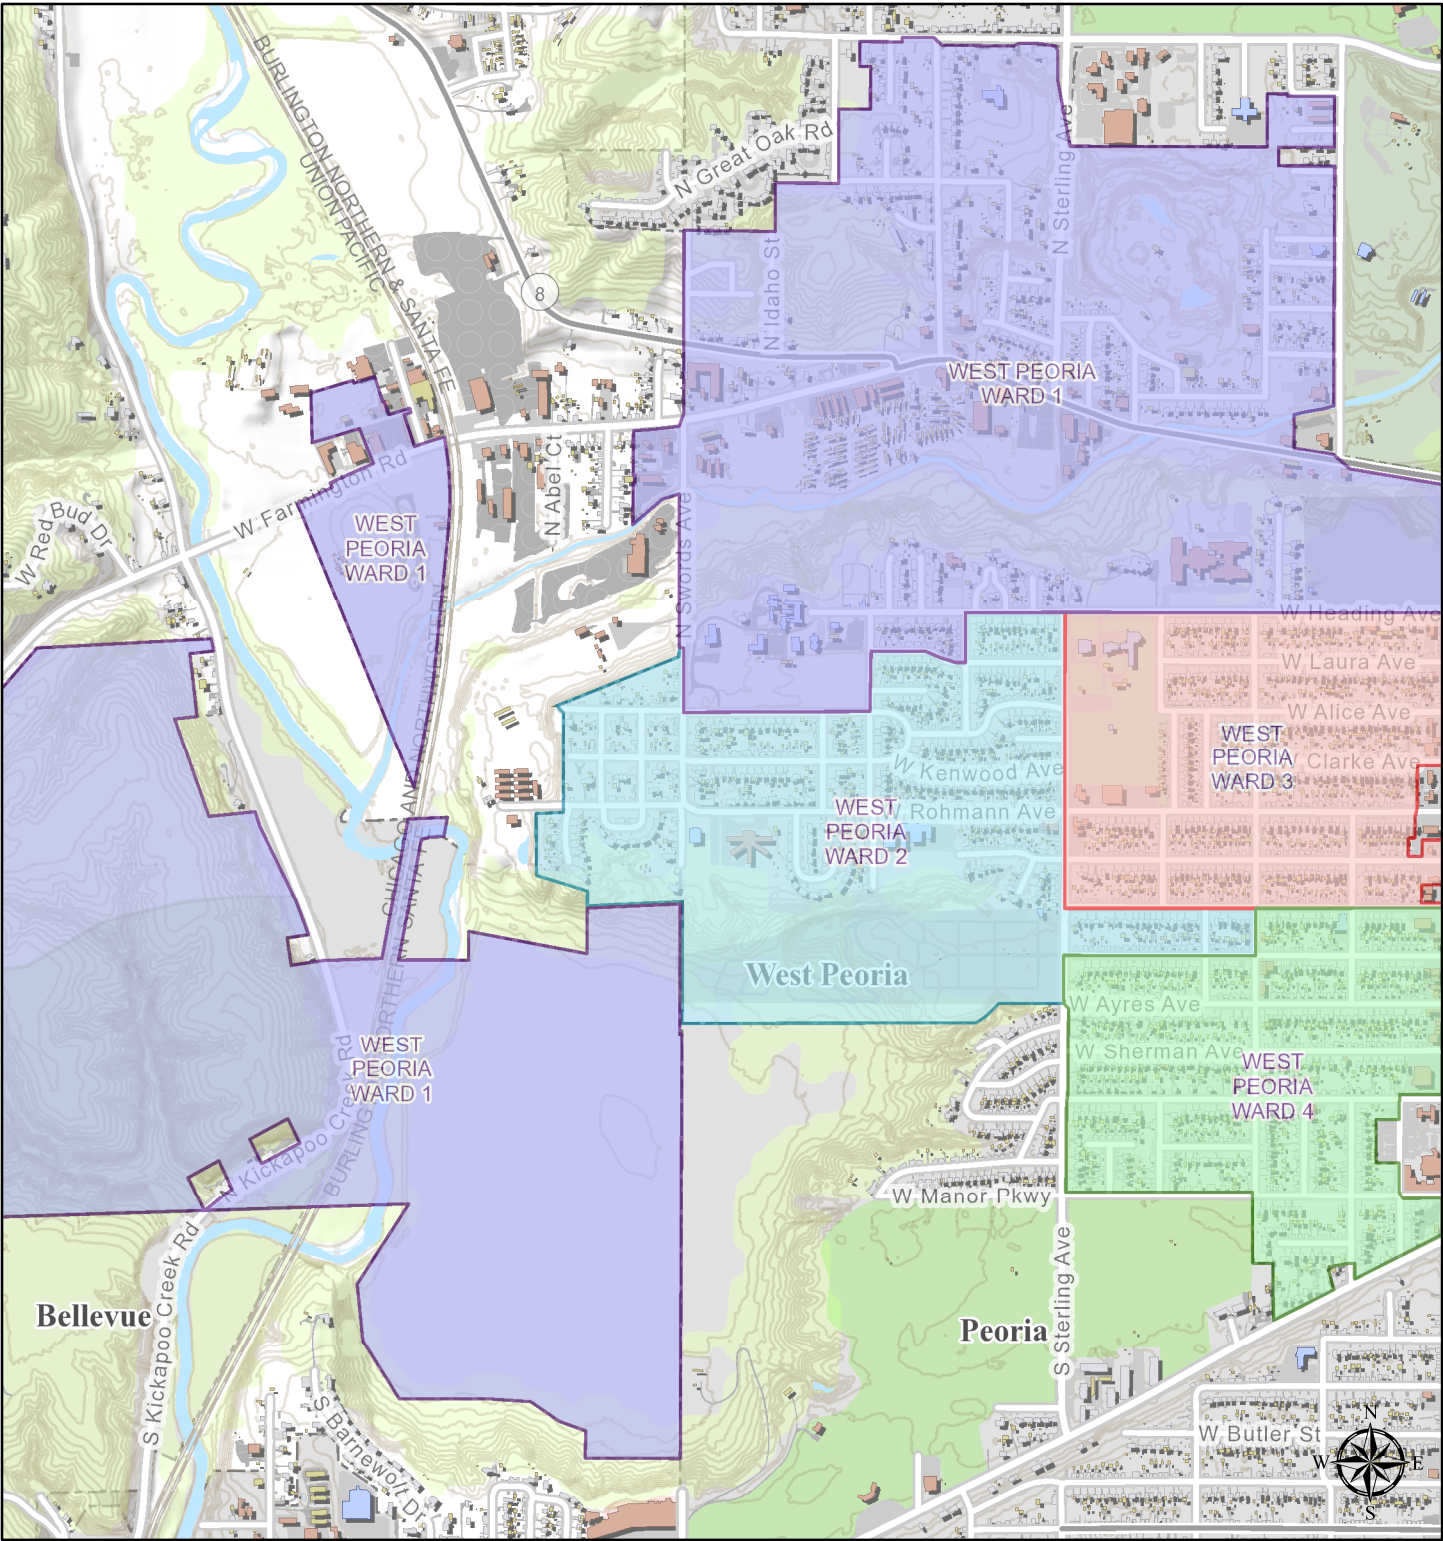 BURLINGTON NORTHERN & SANTA FE
UNION PACIFIC
N Great Oak Rd
N Sterling Ave
8
N Idaho St
WEST PEORIA
WARD 1
N Abel Ct
W Farmington Rd
W Red Bud Dr
WEST
PEORIA
WARD 1
N Swords Ave
W Heading Ave
W Laura Ave
W Alice Ave
WEST
PEORIA
WARD 3
W Kenwood Ave
Clarke Ave
WEST
PEORIA
WARD 2
Rohmann Ave
West Peoria
W Ayres Ave
W Sherman Ave
WEST
PEORIA
WARD 4
WEST
PEORIA
WARD 1
N Kickapoo Creek Rd
W Manor Pkwy
S Kickapoo Creek Rd
Bellevue
Peoria
S Sterling Ave
S Barnewolt Dr
W Butler St
N
W
E
S